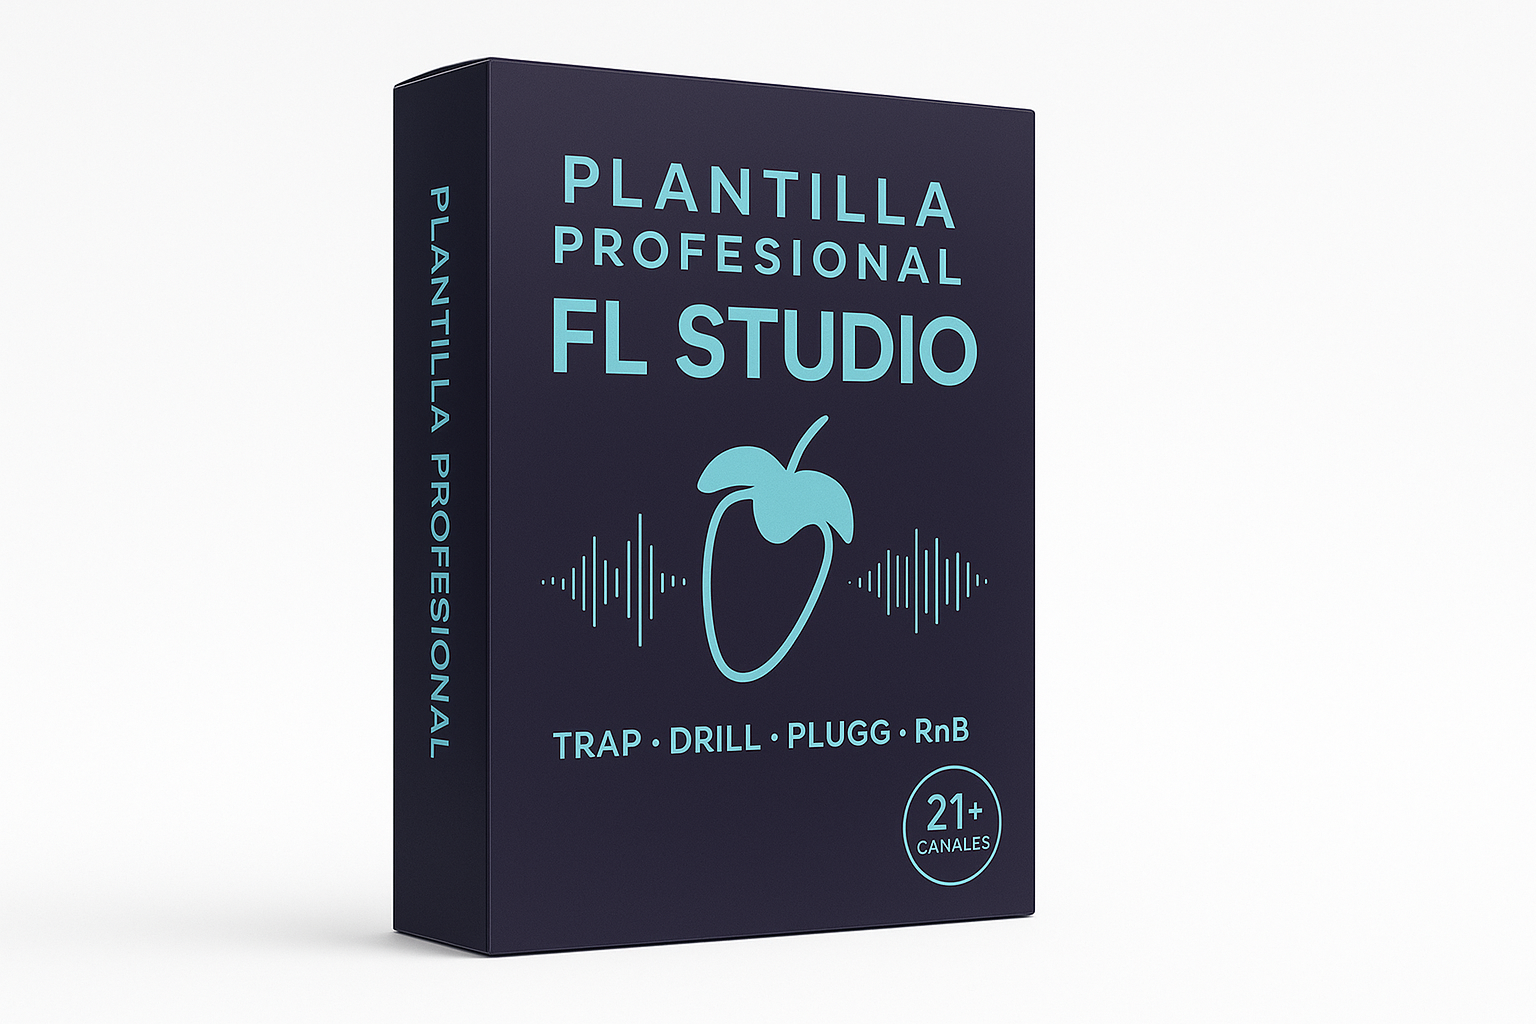 PLANTILLA PROFESIONAL
PLANTILLA
PROFESIONAL
FL STUDIO
TRAP · DRILL · PLUGG · RnB
21+
CANALES